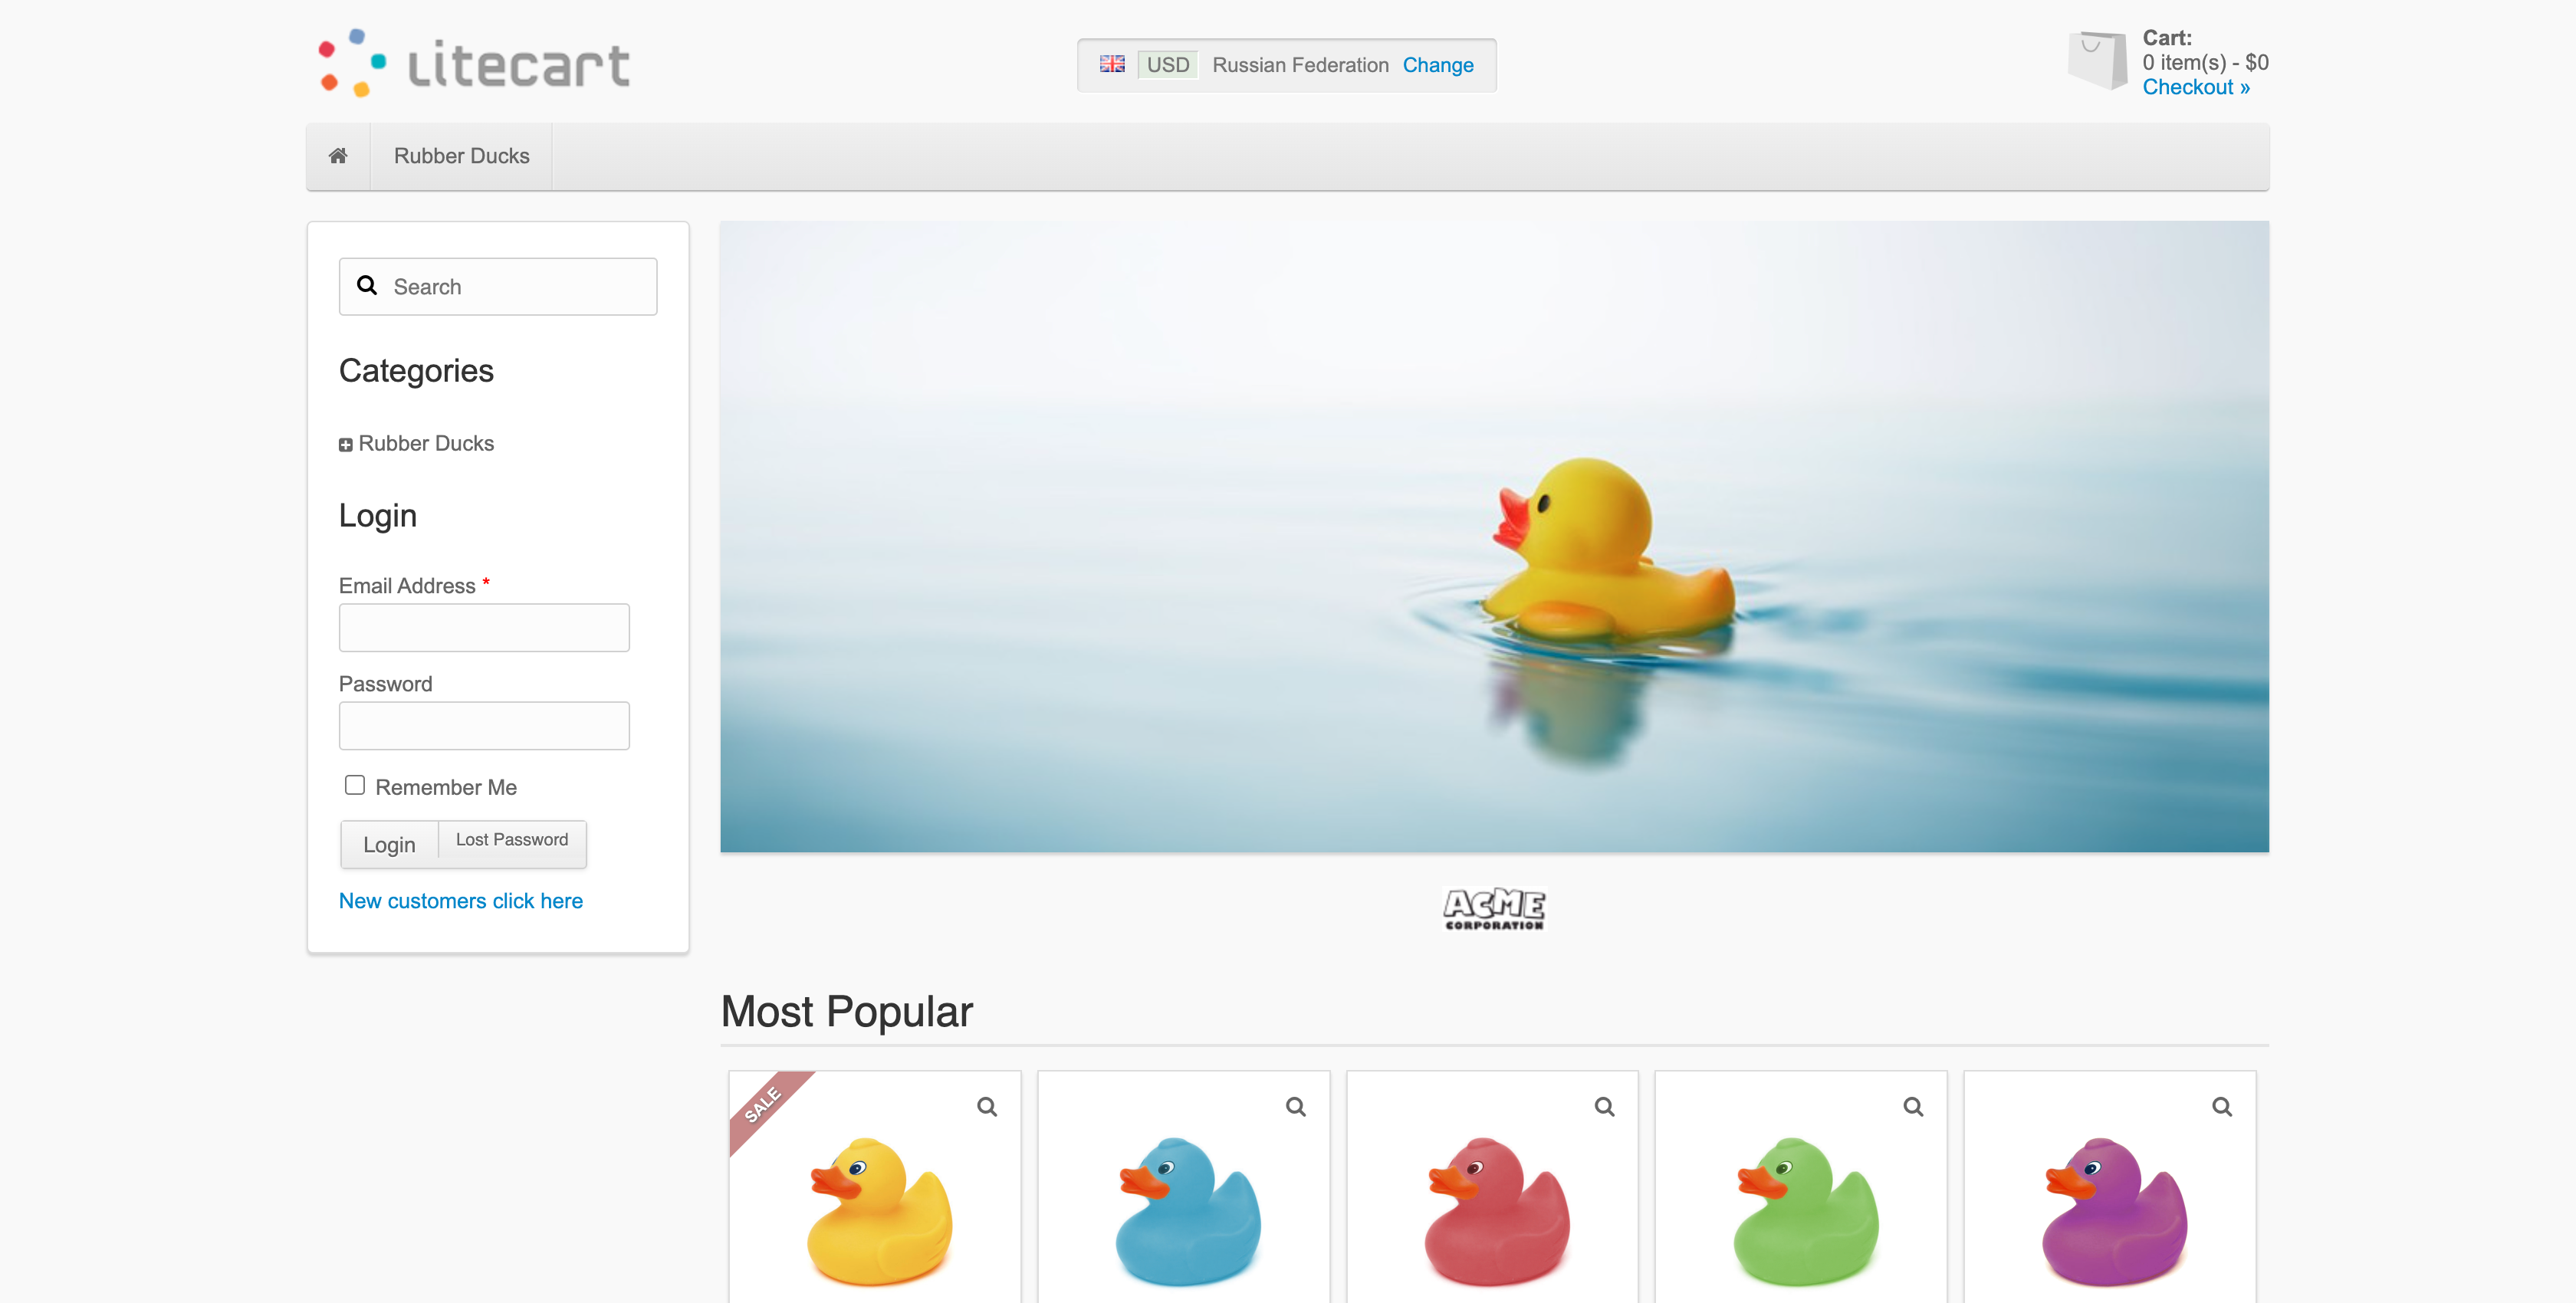 Litecart
USD Russian Federation Change
Cart:
0 item(s) - $0
Checkout »
Rubber Ducks
Search
Categories
Rubber Ducks
Login
Email Address *
Password
Remember Me
Login Lost Password
New customers click here
ACME
CORPORATION
Most Popular
SALE